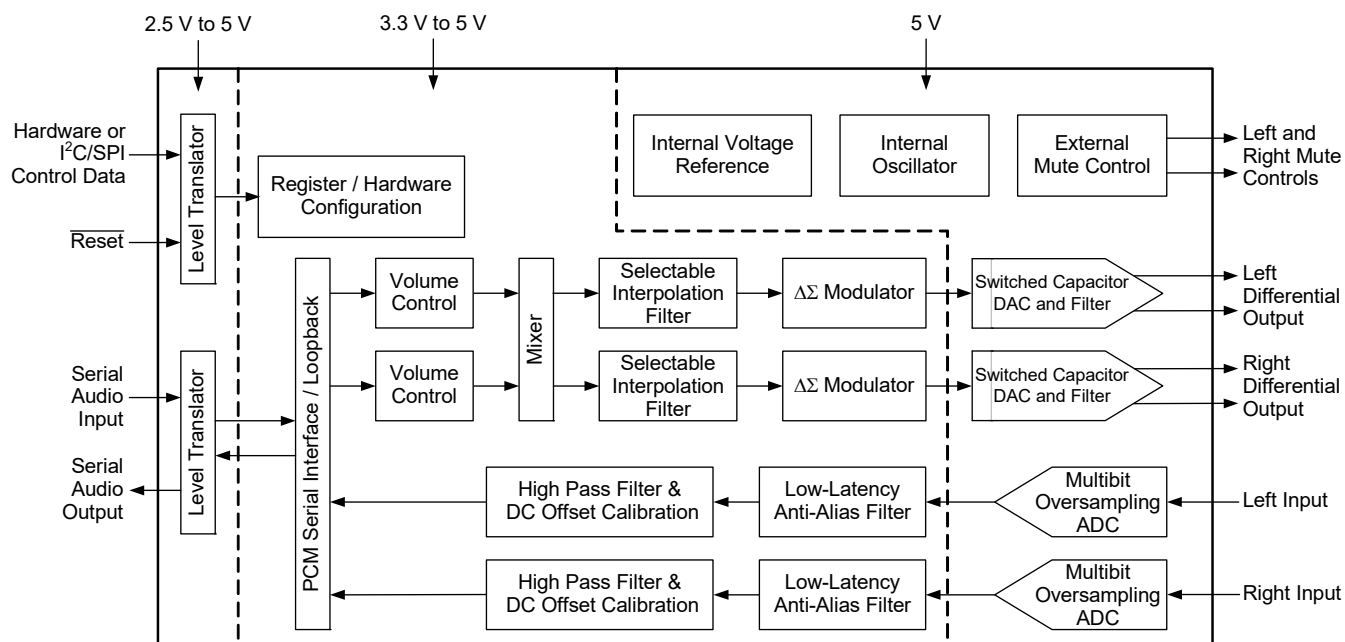 2.5 V to 5 V
3.3 V to 5 V
5 V
Hardware or
I²C/SPI
Control Data
Reset
Level Translator
Register / Hardware
Configuration
Internal Voltage
Reference
Internal
Oscillator
External
Mute Control
Left and
Right Mute
Controls
Serial
Audio
Input
Serial
Audio
Output
Level Translator
PCM Serial Interface / Loopback
Volume
Control
Volume
Control
Mixer
Selectable
Interpolation
Filter
ΔΣ Modulator
Switched Capacitor
DAC and Filter
Left
Differential
Output
Selectable
Interpolation
Filter
ΔΣ Modulator
Switched Capacitor
DAC and Filter
Right
Differential
Output
High Pass Filter &
DC Offset Calibration
Low-Latency
Anti-Alias Filter
Multibit
Oversampling
ADC
Left Input
High Pass Filter &
DC Offset Calibration
Low-Latency
Anti-Alias Filter
Multibit
Oversampling
ADC
Right Input